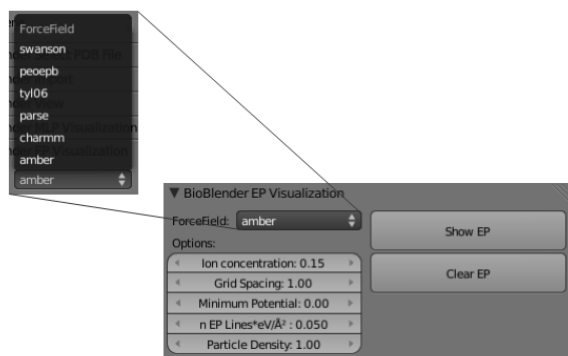 ForceField
swanson
peoepb
tyl06
parse
charmm
amber
amber
BioBlender EP Visualization
ForceField: amber
Show EP
Options:
Ion concentration: 0.15
Clear EP
Grid Spacing: 1.00
Minimum Potential: 0.00
n EP Lines*eV/Å² : 0.050
Particle Density: 1.00